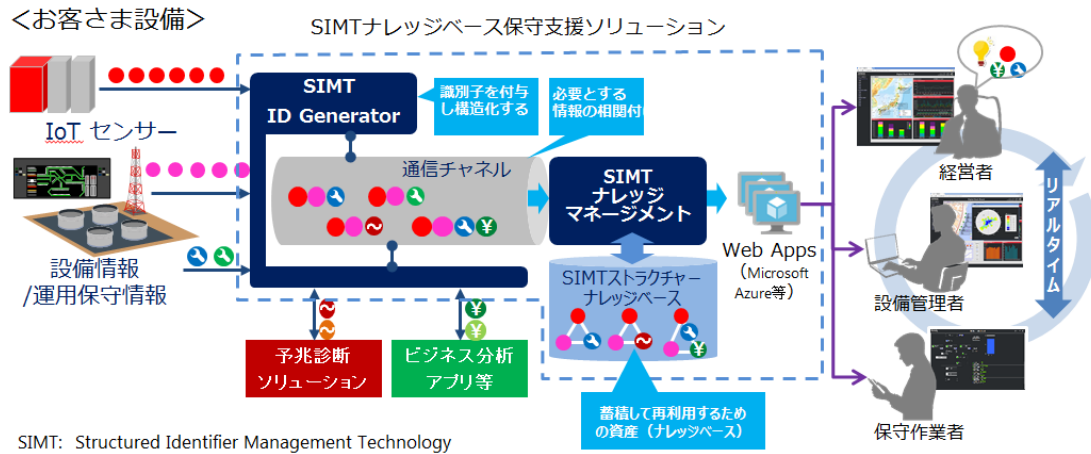 ＜お客さま設備＞
SIMTナレッジベース保守支援ソリューション
IoT センサー
設備情報
/運用保守情報
SIMT
ID Generator
識別子を付与
し構造化する
必要とする
情報の相関付け
通信チャネル
SIMT
ナレッジ
マネージメント
Web Apps
（Microsoft
Azure等）
SIMTストラクチャー
ナレッジベース
予兆診断
ソリューション
ビジネス分析
アプリ等
蓄積して再利用するため
の資産（ナレッジベース）
経営者
設備管理者
保守作業者
リアルタイム
SIMT: Structured Identifier Management Technology